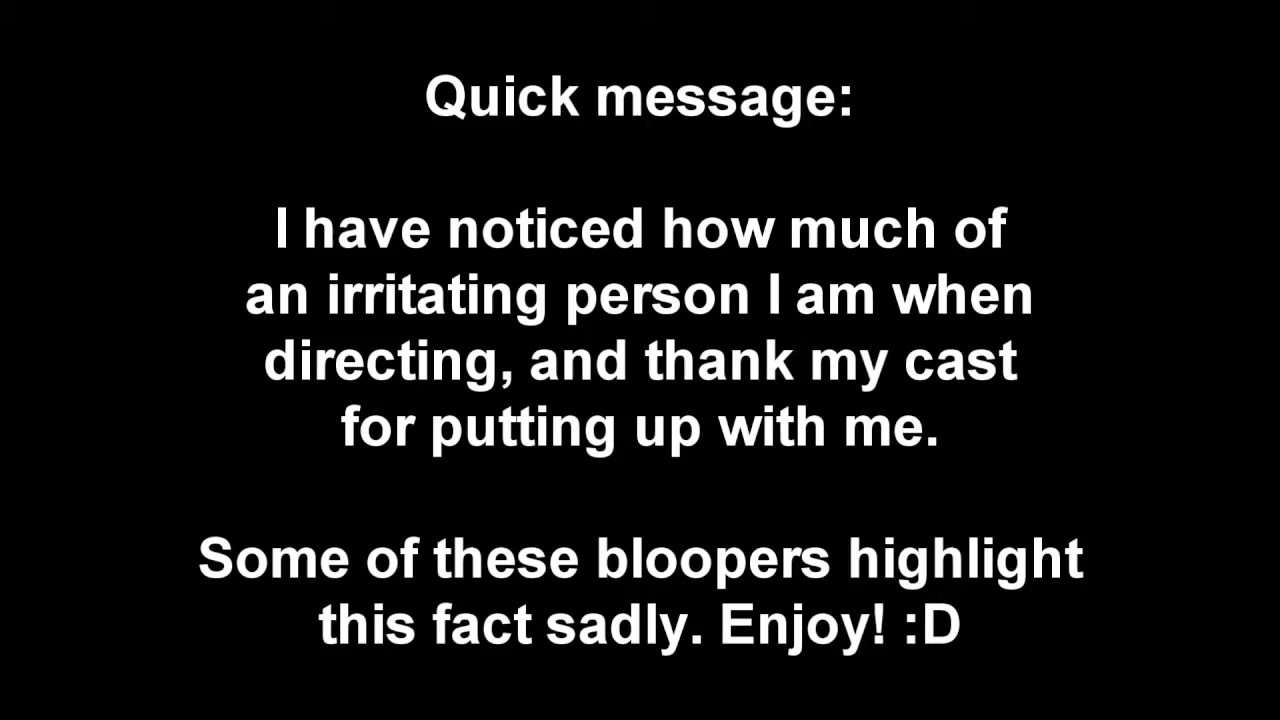 Quick message:
I have noticed how much of
an irritating person I am when
directing, and thank my cast
for putting up with me.
Some of these bloopers highlight
this fact sadly. Enjoy! :D